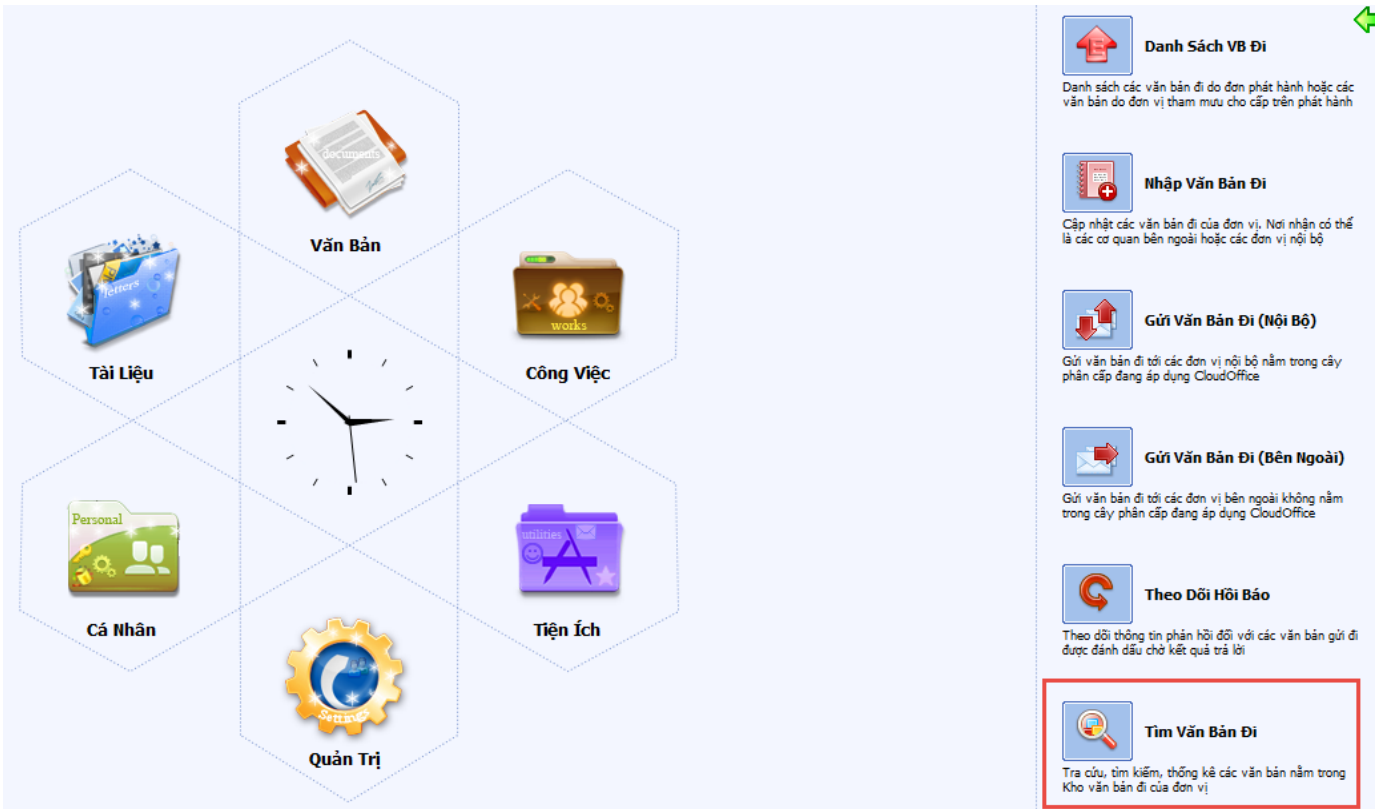 documents
Văn Bản
letters
Tài Liệu
works
Công Việc
Personal
Cá Nhân
utilities
Tiện Ích
Settings
Quản Trị
Danh Sách VB Đi
Danh sách các văn bản đi do đơn phát hành hoặc các
văn bản do đơn vị tham mưu cho cấp trên phát hành
Nhập Văn Bản Đi
Cập nhật các văn bản đi của đơn vị. Nơi nhận có thể
là các cơ quan bên ngoài hoặc các đơn vị nội bộ
Gửi Văn Bản Đi (Nội Bộ)
Gửi văn bản đi tới các đơn vị nội bộ nằm trong cây
phân cấp đang áp dụng CloudOffice
Gửi Văn Bản Đi (Bên Ngoài)
Gửi văn bản đi tới các đơn vị bên ngoài không nằm
trong cây phân cấp đang áp dụng CloudOffice
Theo Dõi Hồi Báo
Theo dõi thông tin phản hồi đối với các văn bản gửi đi
được đánh dấu chờ kết quả trả lời
Tìm Văn Bản Đi
Tra cứu, tìm kiếm, thống kê các văn bản nằm trong
Kho văn bản đi của đơn vị